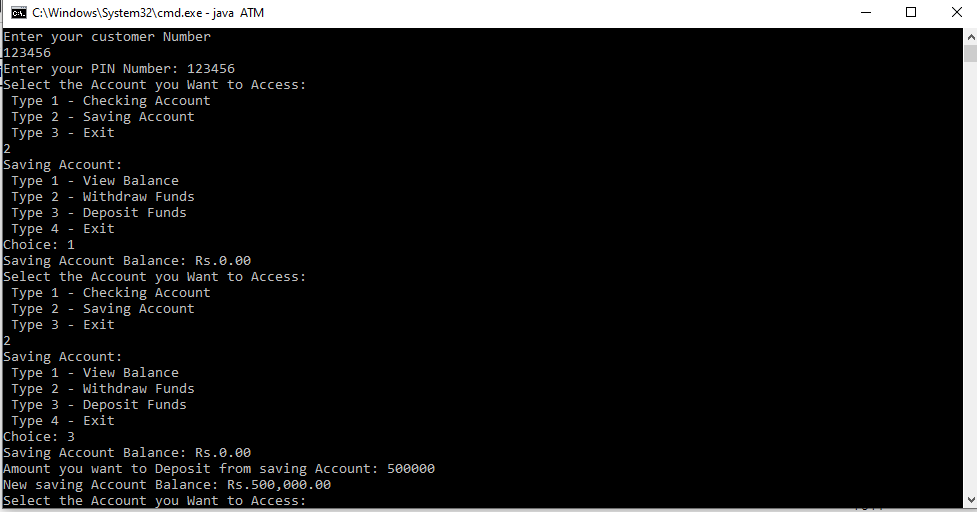 C:\Windows\System32\cmd.exe - java  ATM
Enter your customer Number
123456
Enter your PIN Number: 123456
Select the Account you Want to Access:
 Type 1 - Checking Account
 Type 2 - Saving Account
 Type 3 - Exit
2
Saving Account:
 Type 1 - View Balance
 Type 2 - Withdraw Funds
 Type 3 - Deposit Funds
 Type 4 - Exit
Choice: 1
Saving Account Balance: Rs.0.00
Select the Account you Want to Access:
 Type 1 - Checking Account
 Type 2 - Saving Account
 Type 3 - Exit
2
Saving Account:
 Type 1 - View Balance
 Type 2 - Withdraw Funds
 Type 3 - Deposit Funds
 Type 4 - Exit
Choice: 3
Saving Account Balance: Rs.0.00
Amount you want to Deposit from saving Account: 500000
New saving Account Balance: Rs.500,000.00
Select the Account you Want to Access: